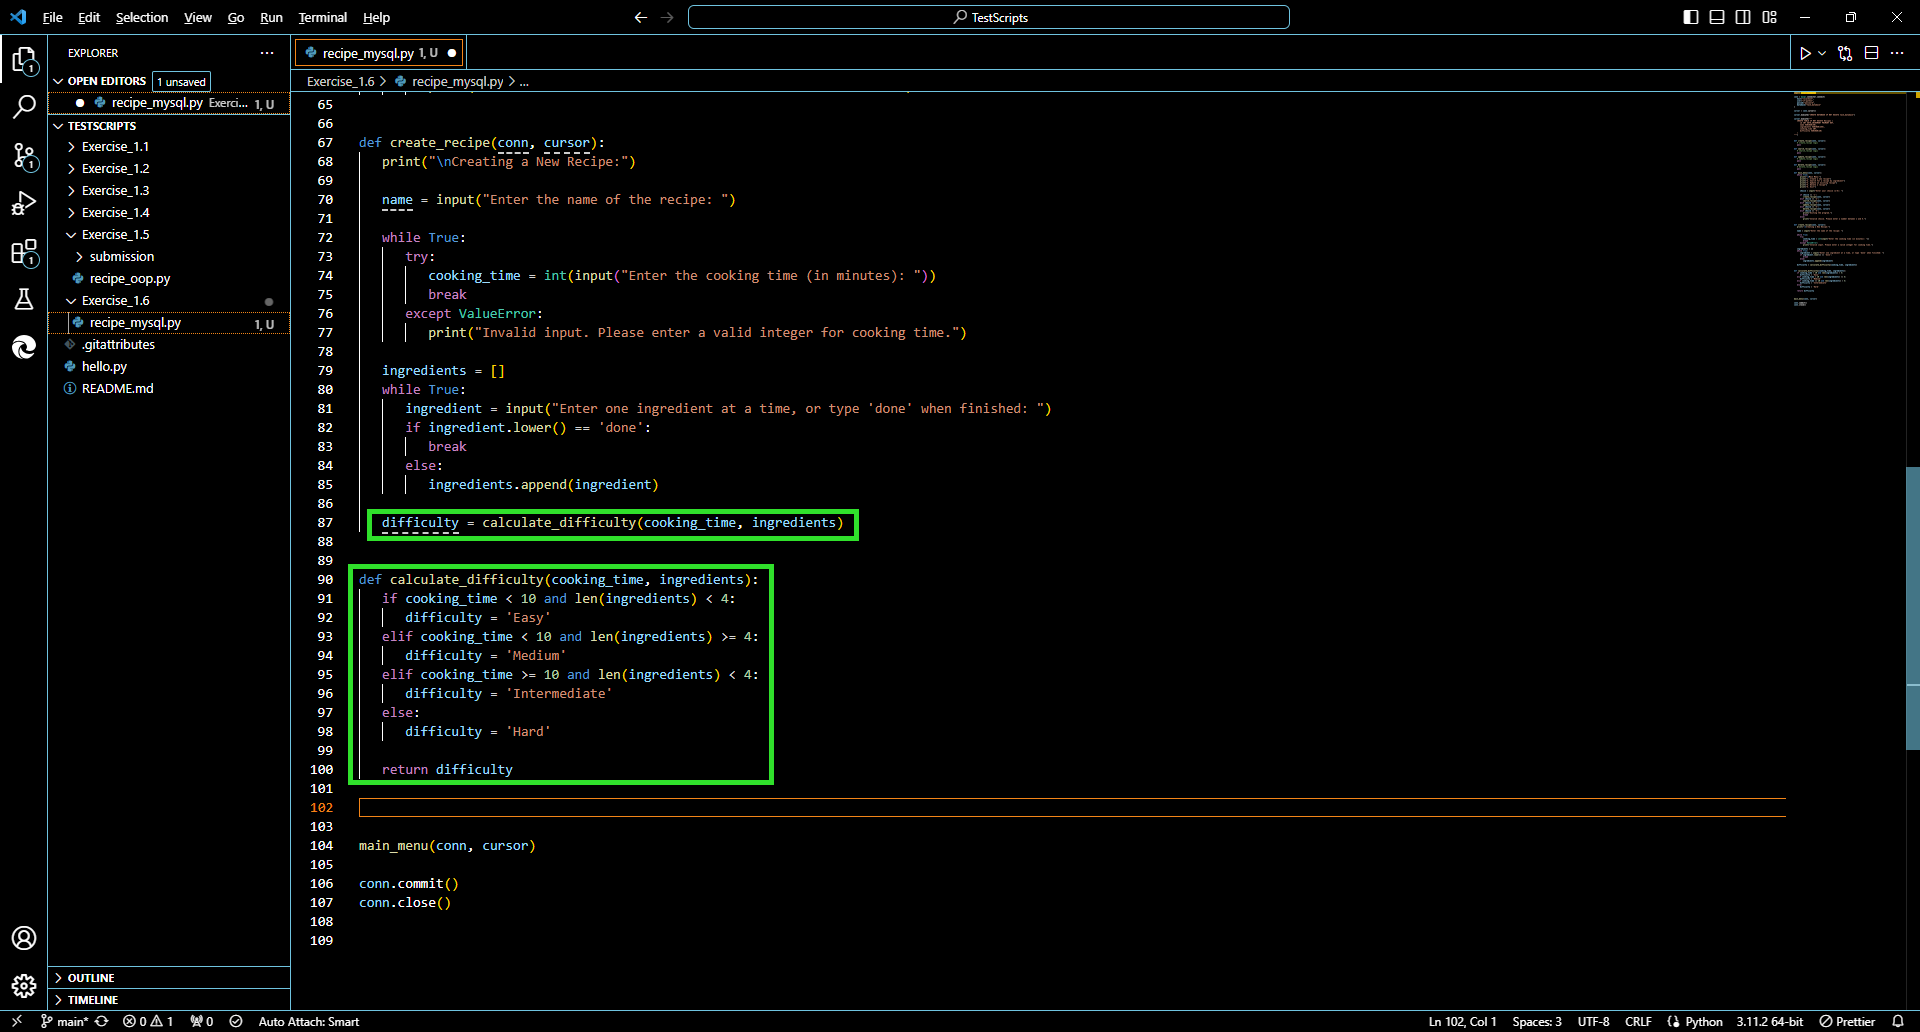 File Edit Selection View Go Run Terminal Help
TestScripts
EXPLORER
OPEN EDITORS 1 unsaved
recipe_mysql.py Exerci... 1, U
TESTSCRIPTS
Exercise_1.1
Exercise_1.2
Exercise_1.3
Exercise_1.4
Exercise_1.5
submission
recipe_oop.py
Exercise_1.6
recipe_mysql.py 1, U
.gitattributes
hello.py
README.md
OUTLINE
TIMELINE
recipe_mysql.py 1, U
Exercise_1.6 > recipe_mysql.py > ...
65
66
67 def create_recipe(conn, cursor):
68 print("\nCreating a New Recipe:")
69
70 name = input("Enter the name of the recipe: ")
71
72 while True:
73 try:
74 cooking_time = int(input("Enter the cooking time (in minutes): "))
75 break
76 except ValueError:
77 print("Invalid input. Please enter a valid integer for cooking time.")
78
79 ingredients = []
80 while True:
81 ingredient = input("Enter one ingredient at a time, or type 'done' when finished: ")
82 if ingredient.lower() == 'done':
83 break
84 else:
85 ingredients.append(ingredient)
86
87 difficulty = calculate_difficulty(cooking_time, ingredients)
88
89
90 def calculate_difficulty(cooking_time, ingredients):
91 if cooking_time < 10 and len(ingredients) < 4:
92 difficulty = 'Easy'
93 elif cooking_time < 10 and len(ingredients) >= 4:
94 difficulty = 'Medium'
95 elif cooking_time >= 10 and len(ingredients) < 4:
96 difficulty = 'Intermediate'
97 else:
98 difficulty = 'Hard'
99
100 return difficulty
101
102
103
104 main_menu(conn, cursor)
105
106 conn.commit()
107 conn.close()
108
109
main* 0 1 0 Auto Attach: Smart Ln 102, Col 1 Spaces: 3 UTF-8 CRLF Python 3.11.2 64-bit Prettier